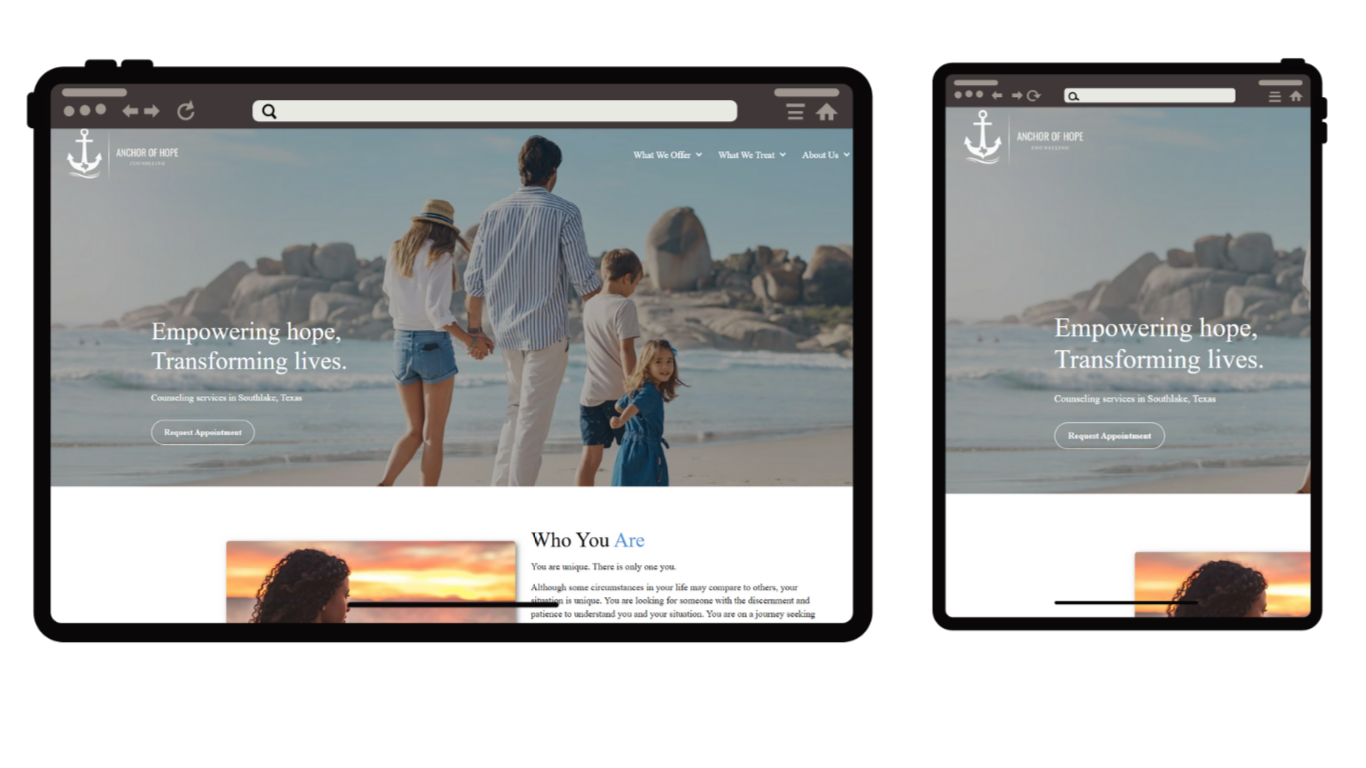 ANCHOR OF HOPE
COUNSELING
What We Offer
What We Treat
About Us
Empowering hope,
Transforming lives.
Counseling services in Southlake, Texas
Request Appointment
Who You Are
You are unique. There is only one you.
Although some circumstances in your life may compare to others, your
situation is unique. You are looking for someone with the discernment and
patience to understand you and your situation. You are on a journey seeking
ANCHOR OF HOPE
COUNSELING
Empowering hope,
Transforming lives.
Counseling services in Southlake, Texas
Request Appointment